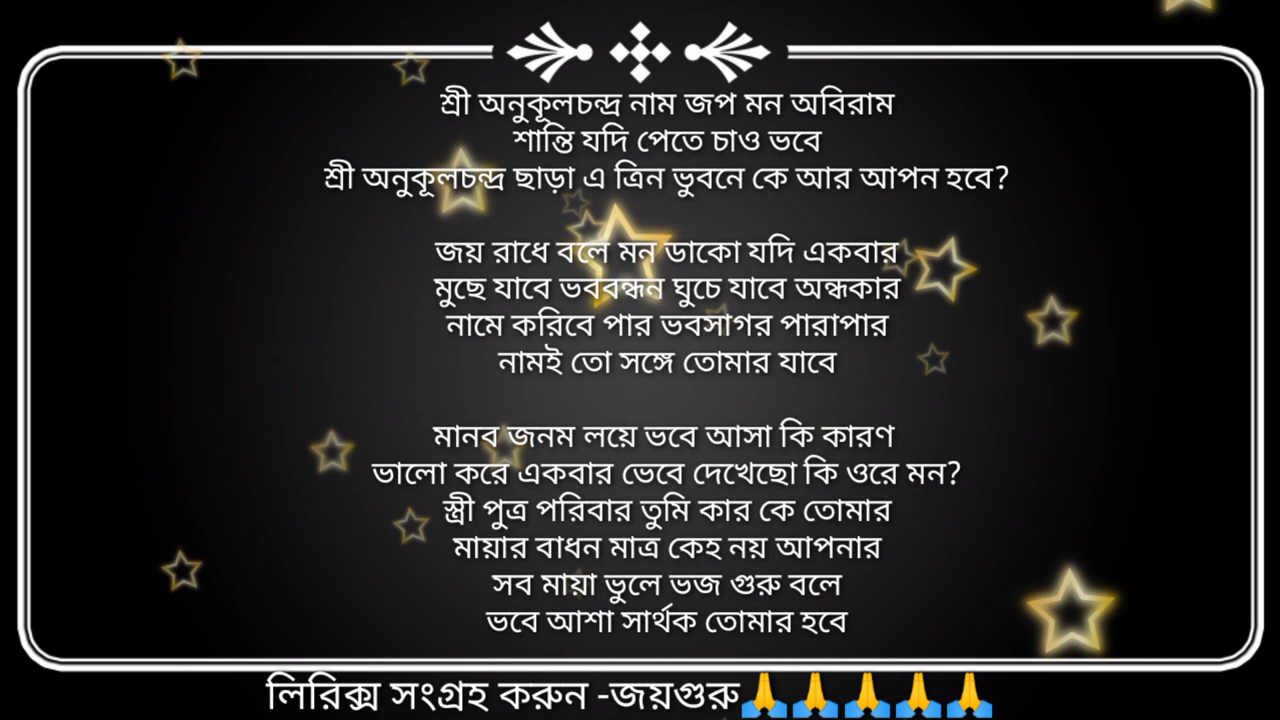 শ্রী অনুকূলচন্দ্র নাম জপ মন অবিরাম
শান্তি যদি পেতে চাও ভবে
শ্রী অনুকূলচন্দ্র ছাড়া এ ত্রিন ভুবনে কে আর আপন হবে?
জয় রাধে বলে মন ডাকো যদি একবার
মুছে যাবে ভববন্ধন ঘুচে যাবে অন্ধকার
নামে করিবে পার ভবসাগর পারাপার
নামই তো সঙ্গে তোমার যাবে
মানব জনম লয়ে ভবে আসা কি কারণ
ভালো করে একবার ভেবে দেখেছো কি ওরে মন?
স্ত্রী পুত্র পরিবার তুমি কার কে তোমার
মায়ার বাধন মাত্র কেহ নয় আপনার
সব মায়া ভুলে ভজ গুরু বলে
ভবে আশা সার্থক তোমার হবে
লিরিক্স সংগ্রহ করুন -জয়গুরু🙏🙏🙏🙏🙏